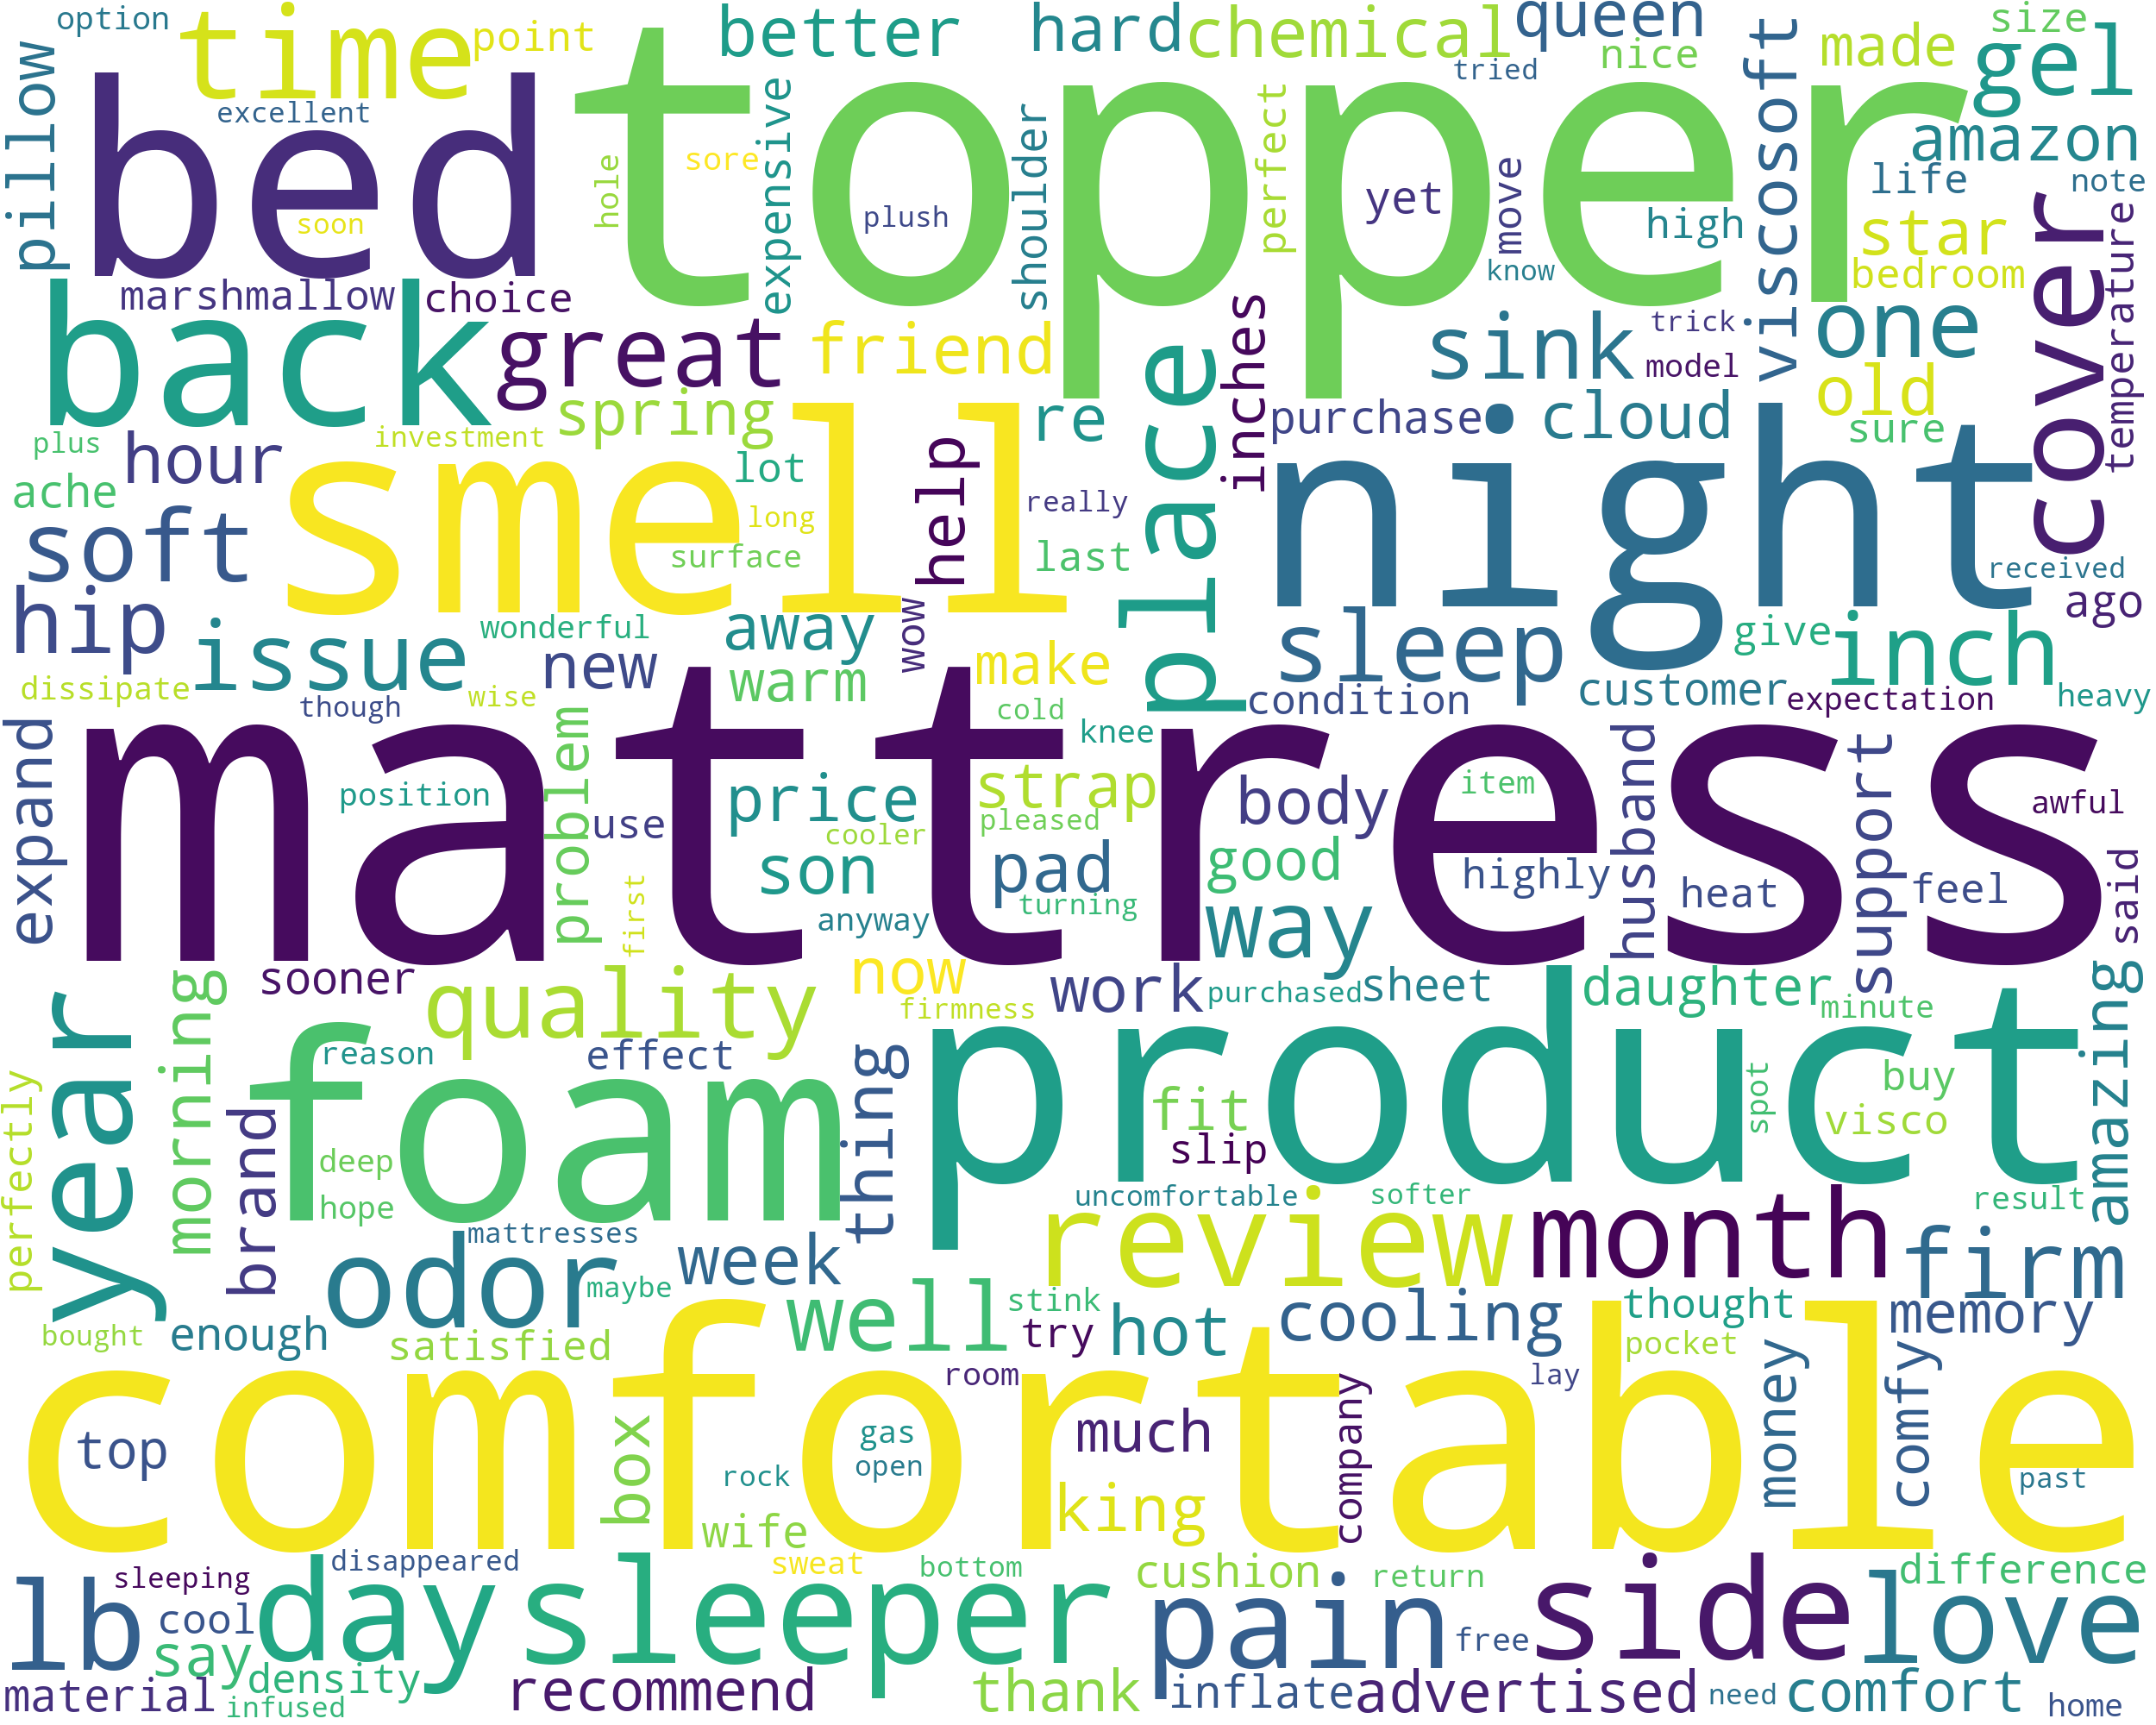 option
time
point
better
hard
chemical
queen
nice
tried
made
size
gel
amazon
pillow
bed
excellent
soon
topper
hole
sore
expensive
plush
shoulder
perfect
yet
move
know
high
viscosoft
life
note
star
bedroom
cover
temperature
marshmallow
choice
back
great
friend
spring
place
inches
sink
trick
model
one
old
purchase
cloud
sure
plus
hour
investment
ache
smell
lot
long
surface
re
help
really
last
night
received
ago
soft
hip
issue
wonderful
new
away
warm
wow
make
sleep
give
inch
condition
customer
expectation
heavy
dissipate
though
wise
cold
knee
expand
mattress
position
problem
use
price
cooler
son
strap
pleased
pad
turning
body
good
way
item
highly
husband
heat
support
feel
awful
said
anyway
first
sooner
quality
now
firmness
work
purchased
sheet
daughter
minute
amazing
year
morning
reason
effect
foam
thing
product
fit
slip
spot
buy
visco
perfectly
brand
deep
hope
mattresses
uncomfortable
softer
result
odor
week
maybe
review
month
firm
bought
enough
satisfied
well
stink
try
hot
cooling
thought
pocket
memory
comfortable
top
box
room
gas
open
rock
much
king
company
lay
money
comfy
past
wife
sweat
bottom
disappeared
sleeping
lb
cool
say
day
sleeper
cushion
return
difference
pain
free
side
love
material
density
infused
recommend
thank
inflate
advertised
need
comfort
home